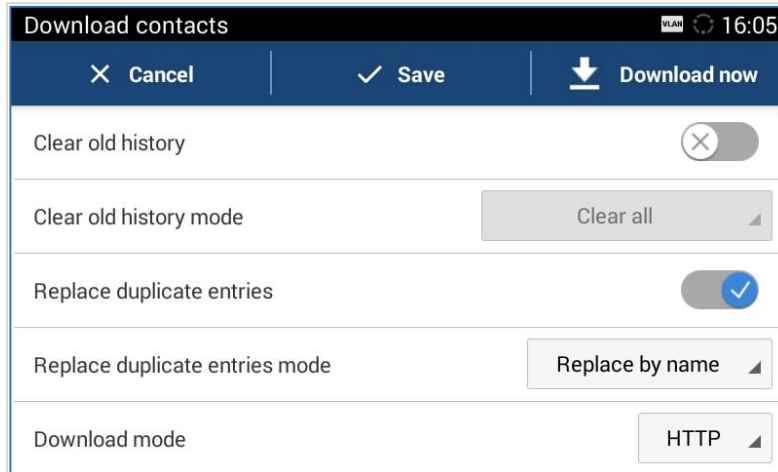 Download contacts VLAN 16:05
Cancel Save Download now
Clear old history
Clear old history mode Clear all
Replace duplicate entries
Replace duplicate entries mode Replace by name
Download mode HTTP